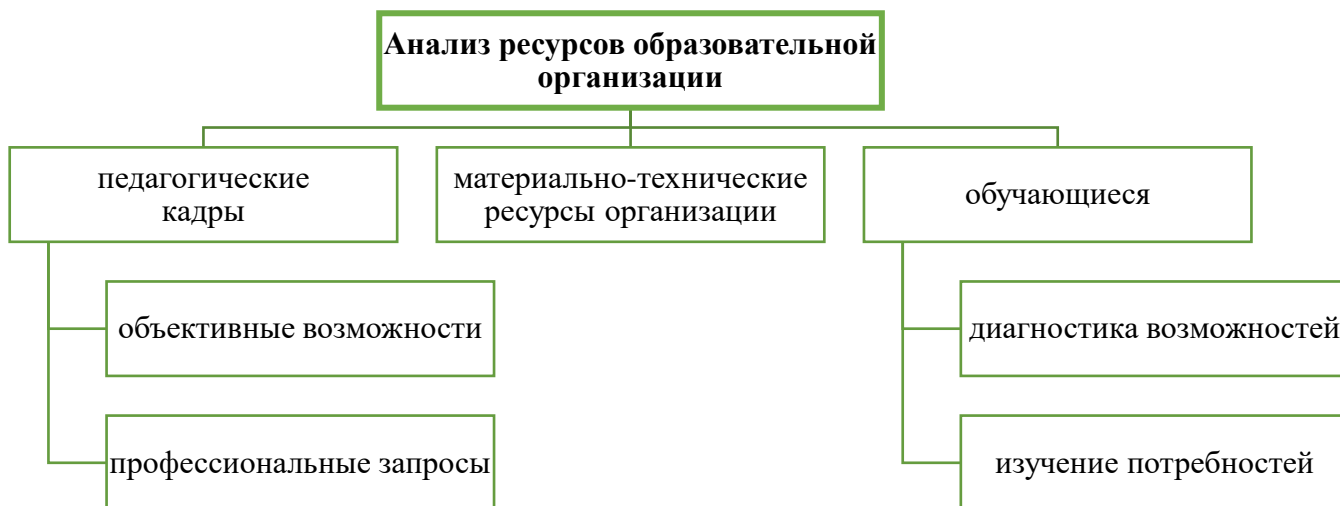 Анализ ресурсов образовательной
организации
педагогические
кадры
материально-технические
ресурсы организации
обучающиеся
объективные возможности
профессиональные запросы
диагностика возможностей
изучение потребностей